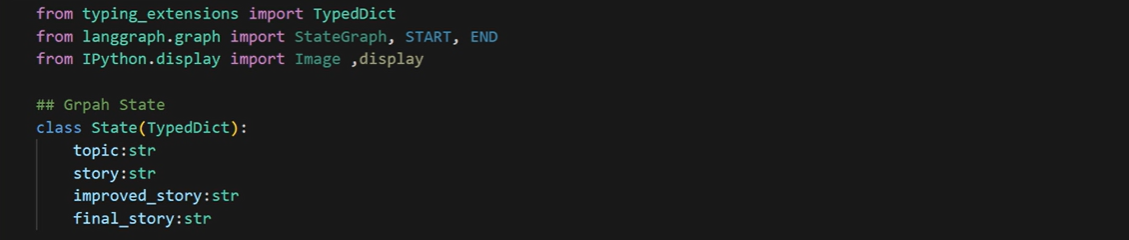 from typing_extensions import TypedDict
from langgraph.graph import StateGraph, START, END
from IPython.display import Image ,display

## Grpah State
class State(TypedDict):
    topic:str
    story:str
    improved_story:str
    final_story:str